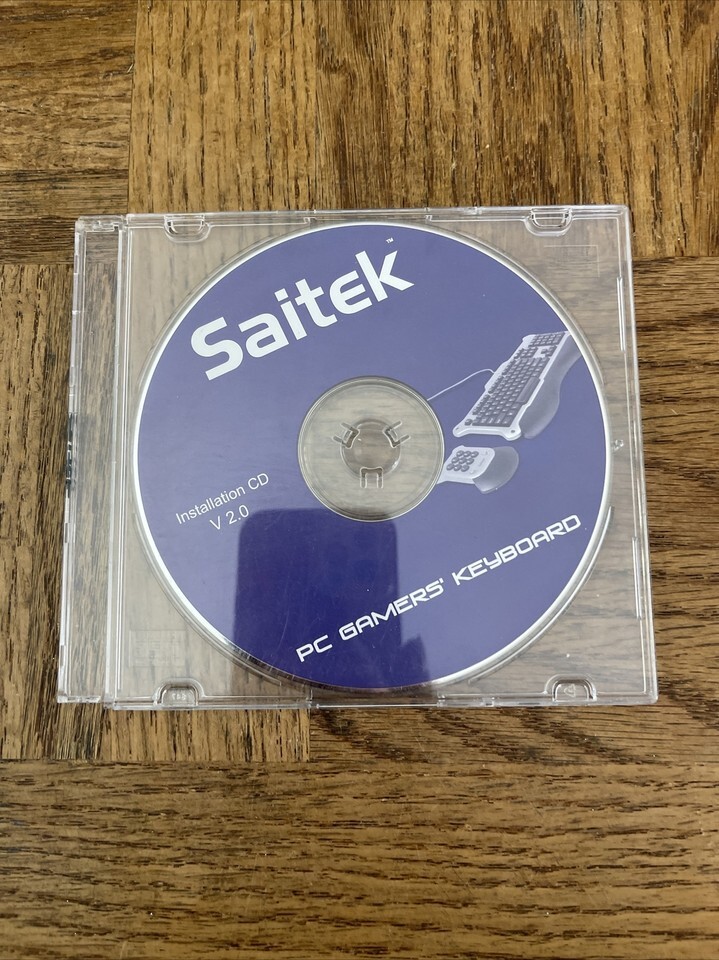 Saitek™
Installation CD
V 2.0
PC GAMERS' KEYBOARD